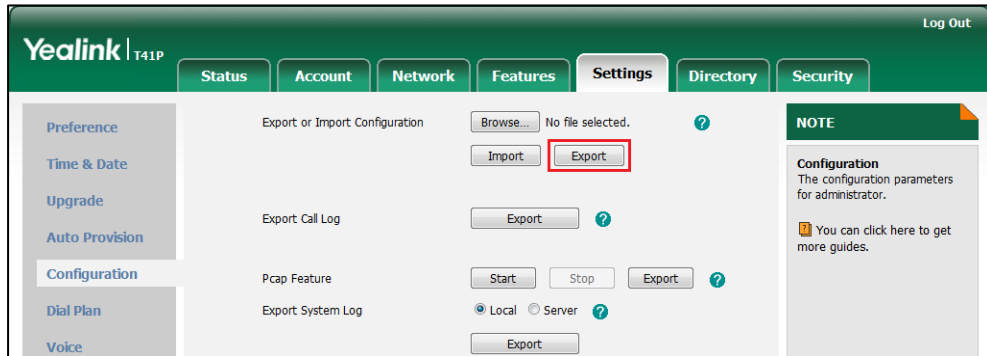 Log Out
Yealink T41P
Status Account Network Features Settings Directory Security
Preference
Time & Date
Upgrade
Auto Provision
Configuration
Dial Plan
Voice
Export or Import Configuration Browse... No file selected. ?
Import Export
Export Call Log Export ?
Pcap Feature Start Stop Export ?
Export System Log Local Server ?
Export
NOTE
Configuration
The configuration parameters
for administrator.
? You can click here to get
more guides.